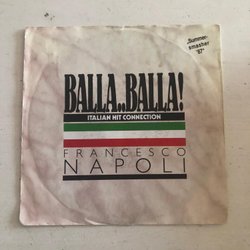 „Summer-
smasher
'87"
BALLA..BALLA!
ITALIAN HIT CONNECTION
FRANCESCO
NAPOLI